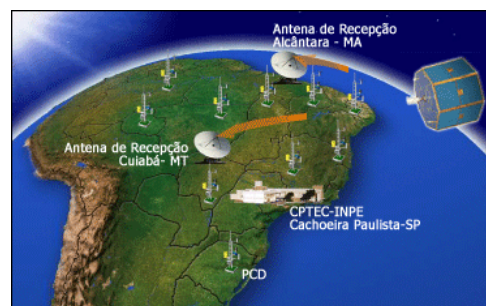 Antena de Recepção
Alcântara - MA
Antena de Recepção
Cuiabá- MT
CPTEC-INPE
Cachoeira Paulista-SP
PCD